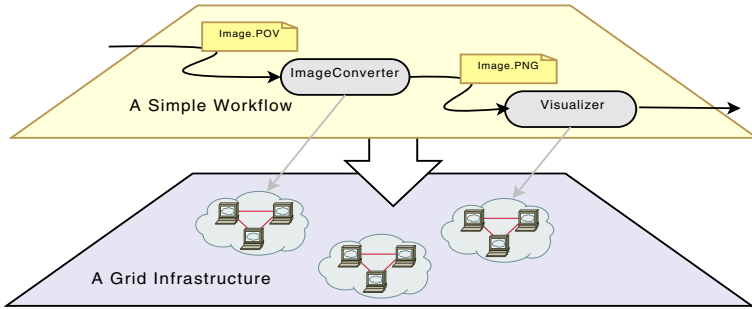 Image.POV
ImageConverter
Image.PNG
A Simple Workflow
Visualizer
A Grid Infrastructure